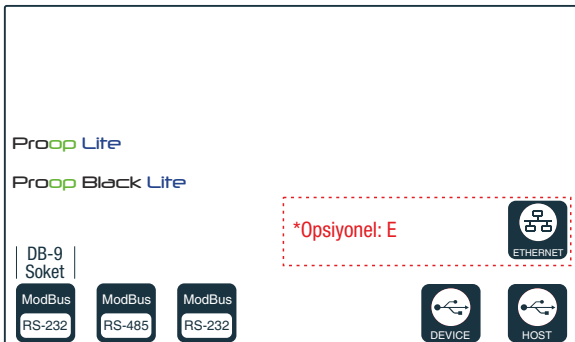 Proop Lite
Proop Black Lite
*Opsiyonel: E
ETHERNET
DB-9
Soket
ModBus
RS-232
ModBus
RS-485
ModBus
RS-232
DEVICE
HOST